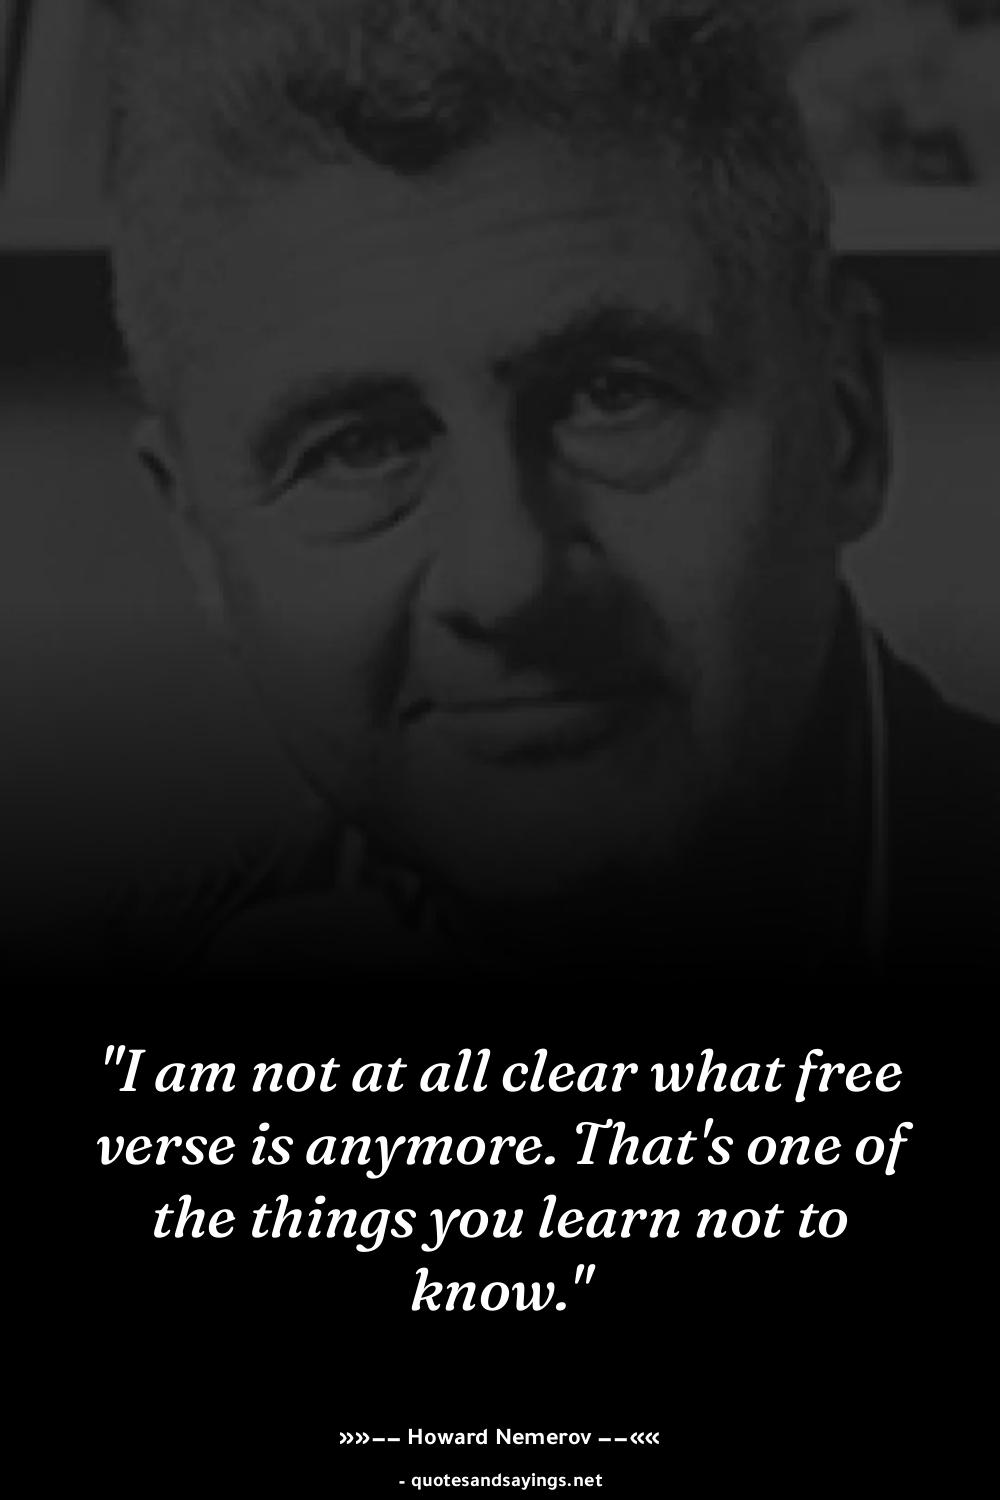 "I am not at all clear what free
verse is anymore. That's one of
the things you learn not to
know."
»»—— Howard Nemerov ——««
- quotesandsayings.net